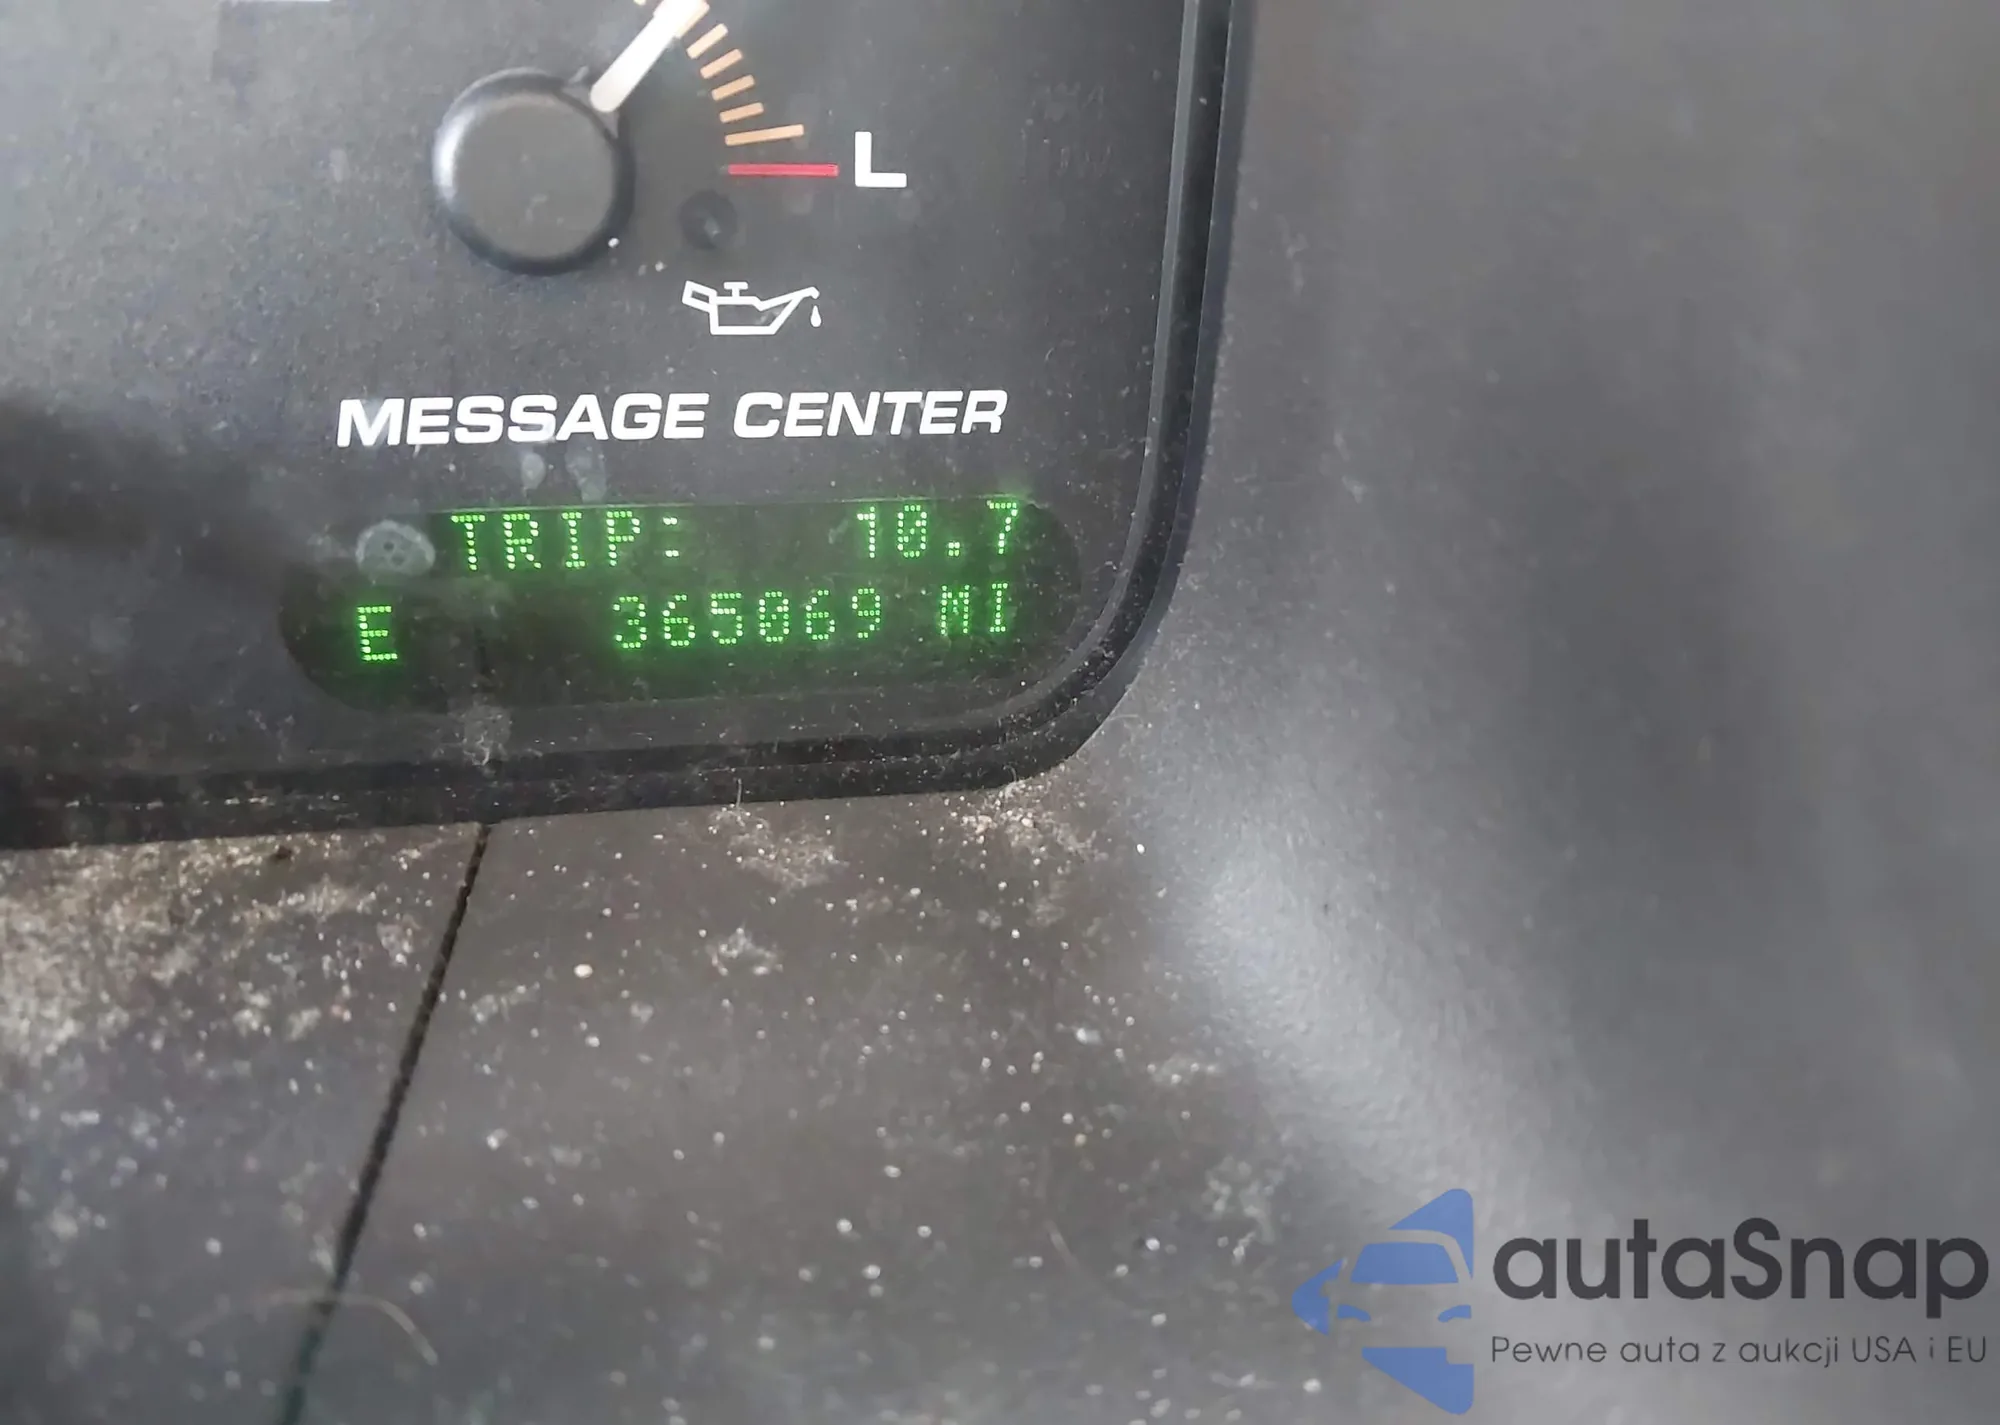 L
MESSAGE CENTER
TRIP: 10.7
E 365069 MI
autaSnap
Pewne auta z aukcji USA i EU